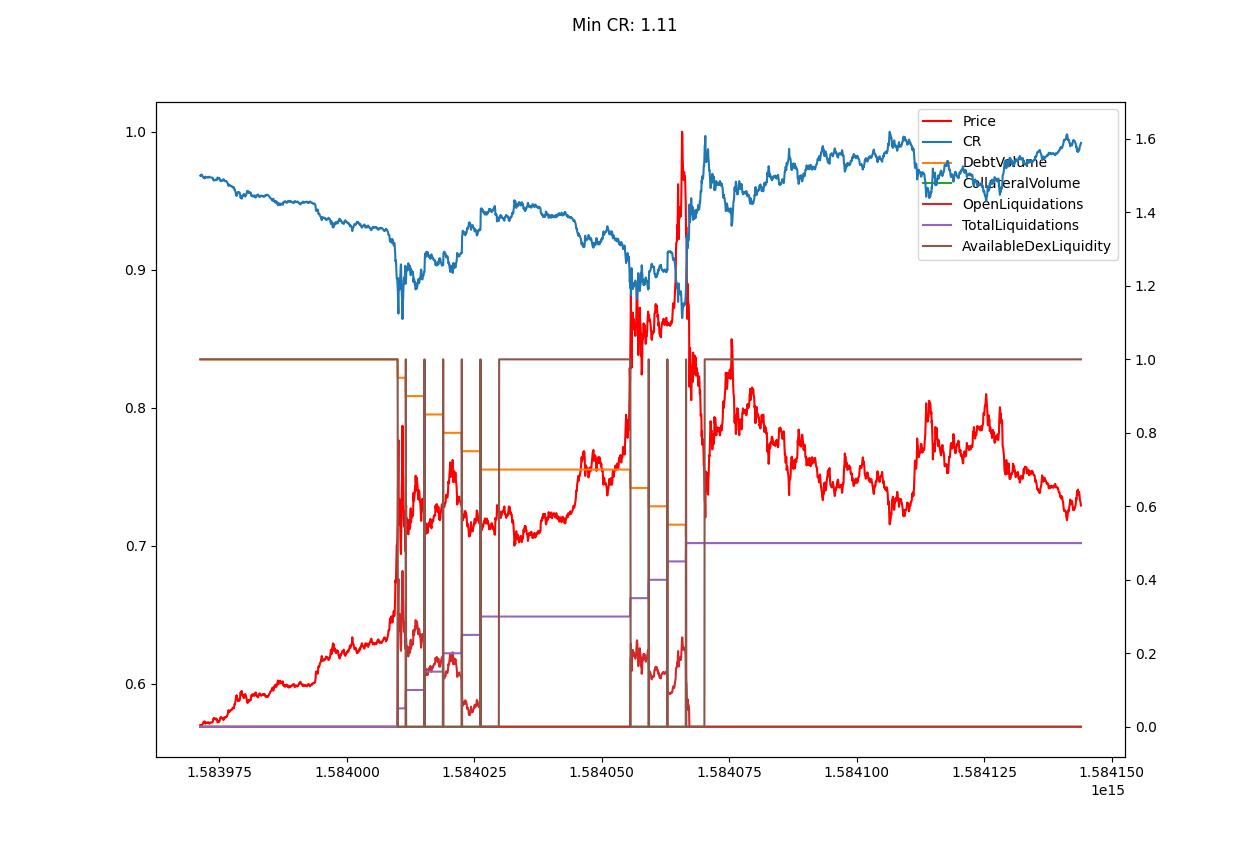 Min CR: 1.11
1.0
0.9
0.8
0.7
0.6
1.6
1.4
1.2
1.0
0.8
0.6
0.4
0.2
0.0
Price
CR
DebtVolume
CollateralVolume
OpenLiquidations
TotalLiquidations
AvailableDexLiquidity
1.583975 1.584000 1.584025 1.584050 1.584075 1.584100 1.584125 1.584150
1e15